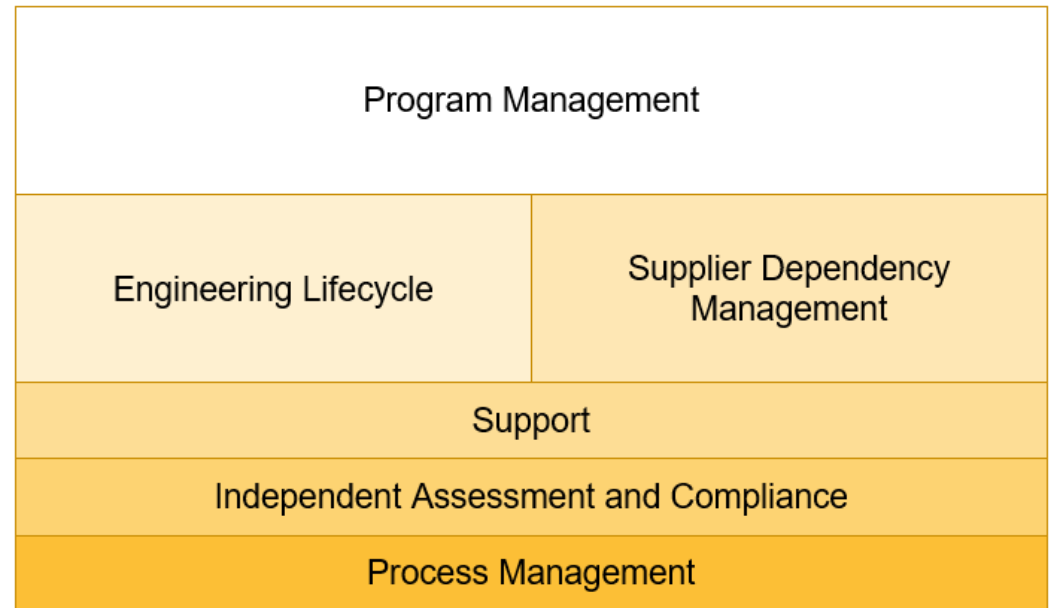 Program Management
Engineering Lifecycle
Supplier Dependency
Management
Support
Independent Assessment and Compliance
Process Management